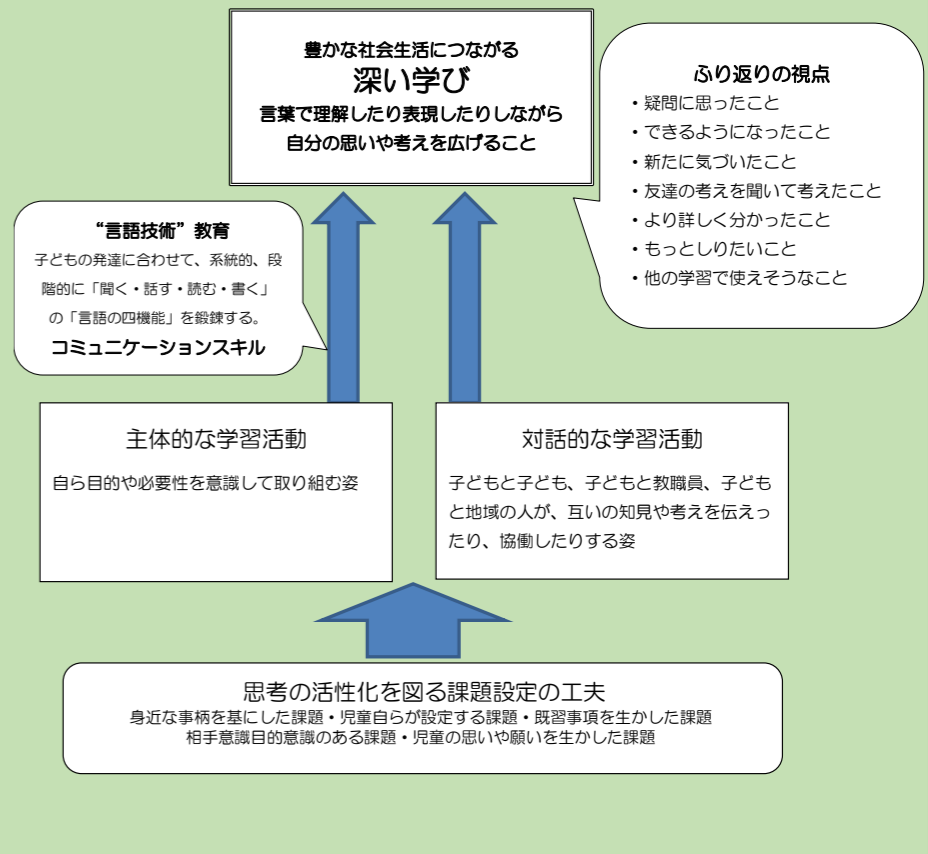 豊かな社会生活につながる
深い学び
言葉で理解したり表現したりしながら
自分の思いや考えを広げること
ふり返りの視点
・疑問に思ったこと
・できるようになったこと
・新たに気づいたこと
・友達の考えを聞いて考えたこと
・より詳しく分かったこと
・もっとしりたいこと
・他の学習で使えそうなこと
“言語技術”教育
子どもの発達に合わせて、系統的、段
階的に「聞く・話す・読む・書く」
の「言語の四機能」を鍛錬する。
コミュニケーションスキル
主体的な学習活動
自ら目的や必要性を意識して取り組む姿
対話的な学習活動
子どもと子ども、子どもと教職員、子ども
と地域の人が、互いの知見や考えを伝えっ
たり、協働したりする姿
思考の活性化を図る課題設定の工夫
身近な事柄を基にした課題・児童自らが設定する課題・既習事項を生かした課題
相手意識目的意識のある課題・児童の思いや願いを生かした課題